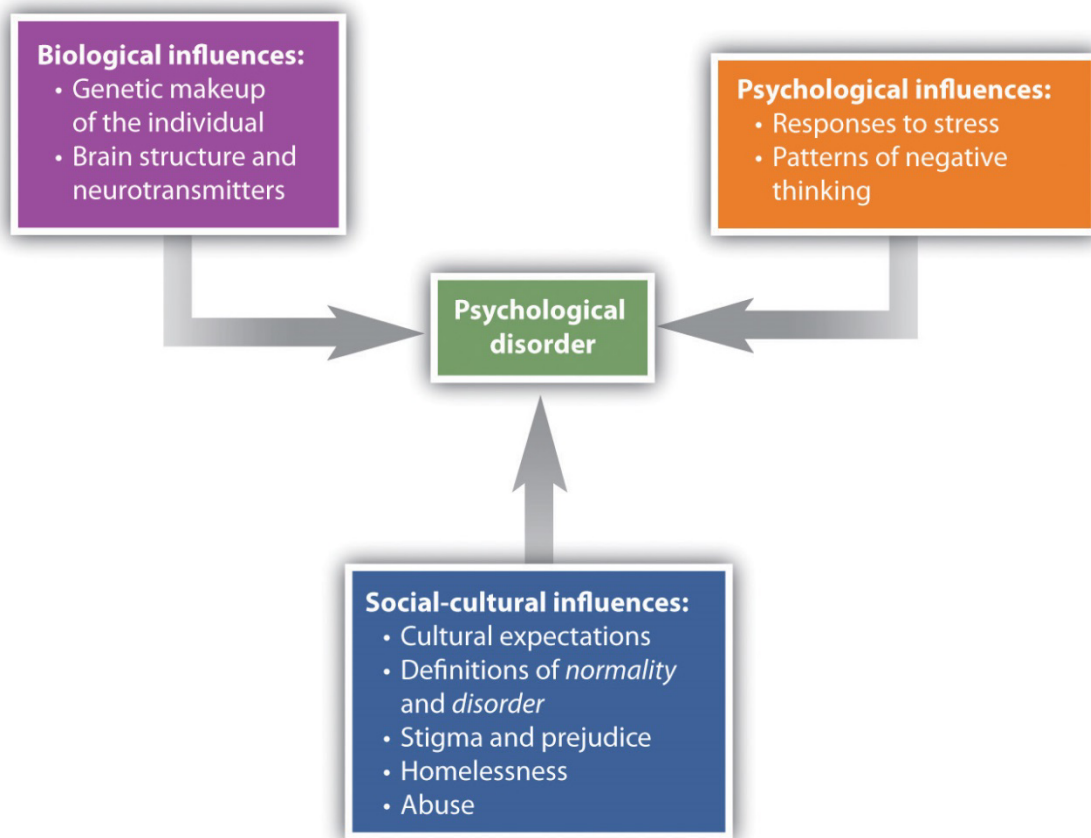 Biological influences:
• Genetic makeup
of the individual
• Brain structure and
neurotransmitters
Psychological influences:
• Responses to stress
• Patterns of negative
thinking
Psychological
disorder
Social-cultural influences:
• Cultural expectations
• Definitions of normality
and disorder
• Stigma and prejudice
• Homelessness
• Abuse